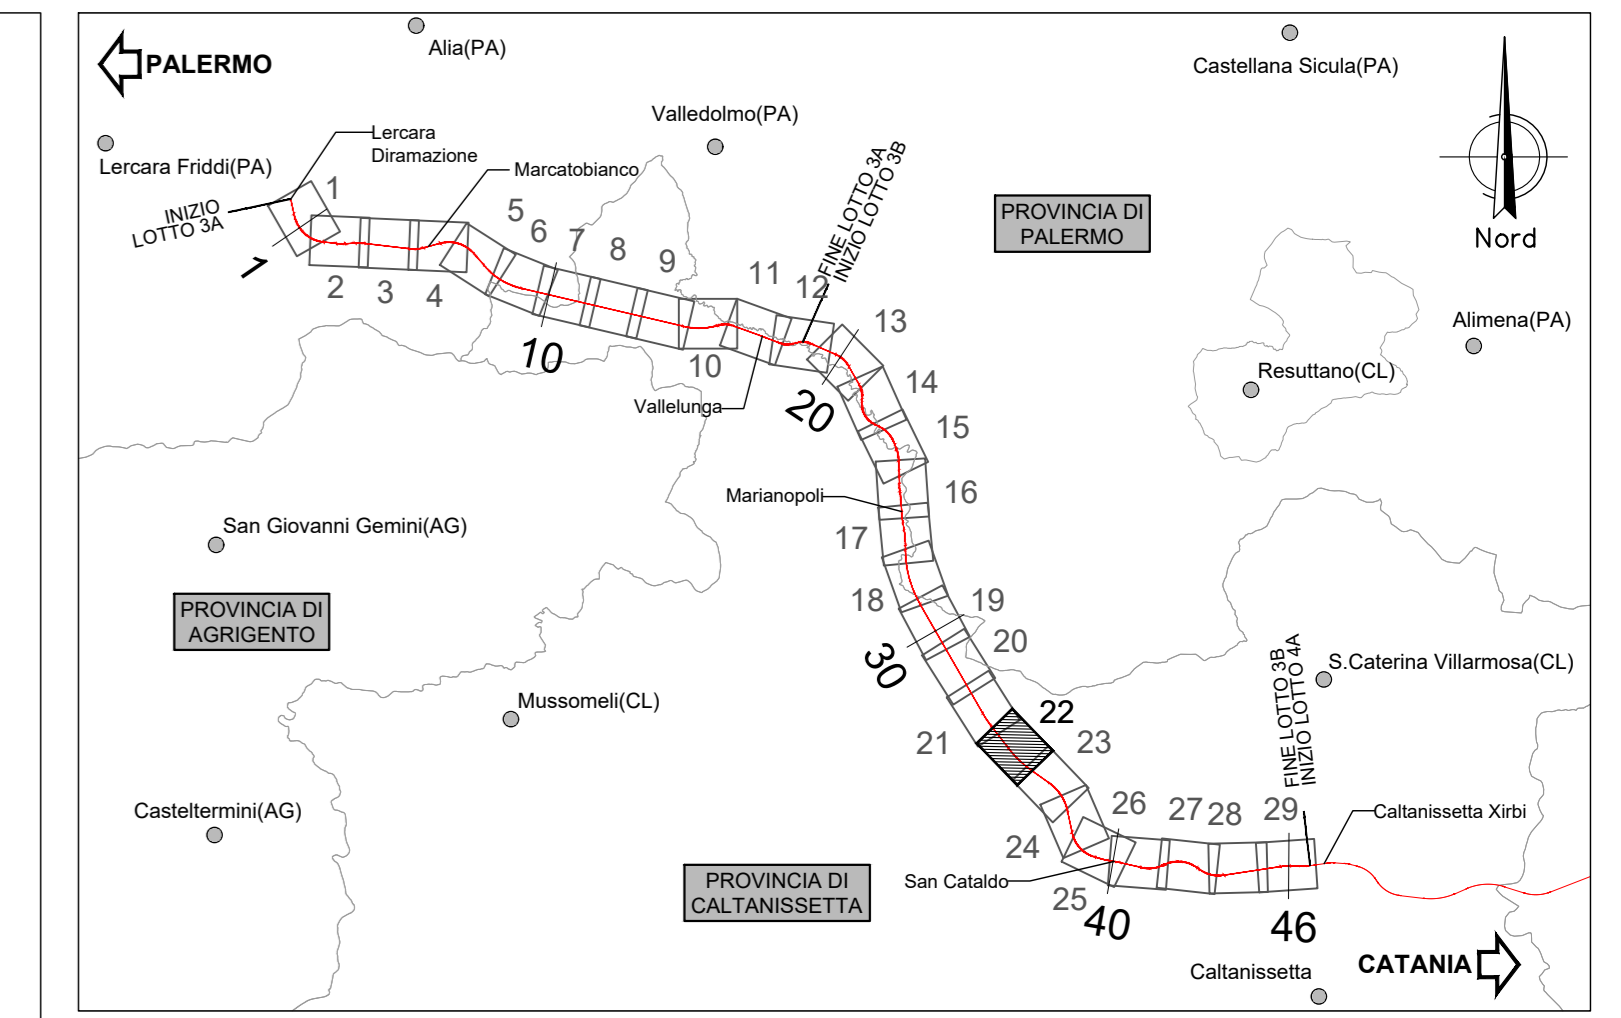 PALERMO
Alia(PA)
Castellana Sicula(PA)
Valledolmo(PA)
Lercara
Diramazione
Lercara Friddi(PA)
Marcatobianco
INIZIO
LOTTO 3A
1
1
2
3
4
5
6
7
8
9
10
10
11
12
FINE LOTTO 3A
INIZIO LOTTO 3B
PROVINCIA DI
PALERMO
Nord
13
Alimena(PA)
Resuttano(CL)
14
Vallelunga
20
15
Marianopoli
16
17
San Giovanni Gemini(AG)
PROVINCIA DI
AGRIGENTO
18
19
20
30
S.Caterina Villarmosa(CL)
FINE LOTTO 3B
INIZIO LOTTO 4A
Mussomeli(CL)
21
22
23
Casteltermini(AG)
24
25
26
27
28
29
Caltanissetta Xirbi
San Cataldo
PROVINCIA DI
CALTANISSETTA
40
46
CATANIA
Caltanissetta